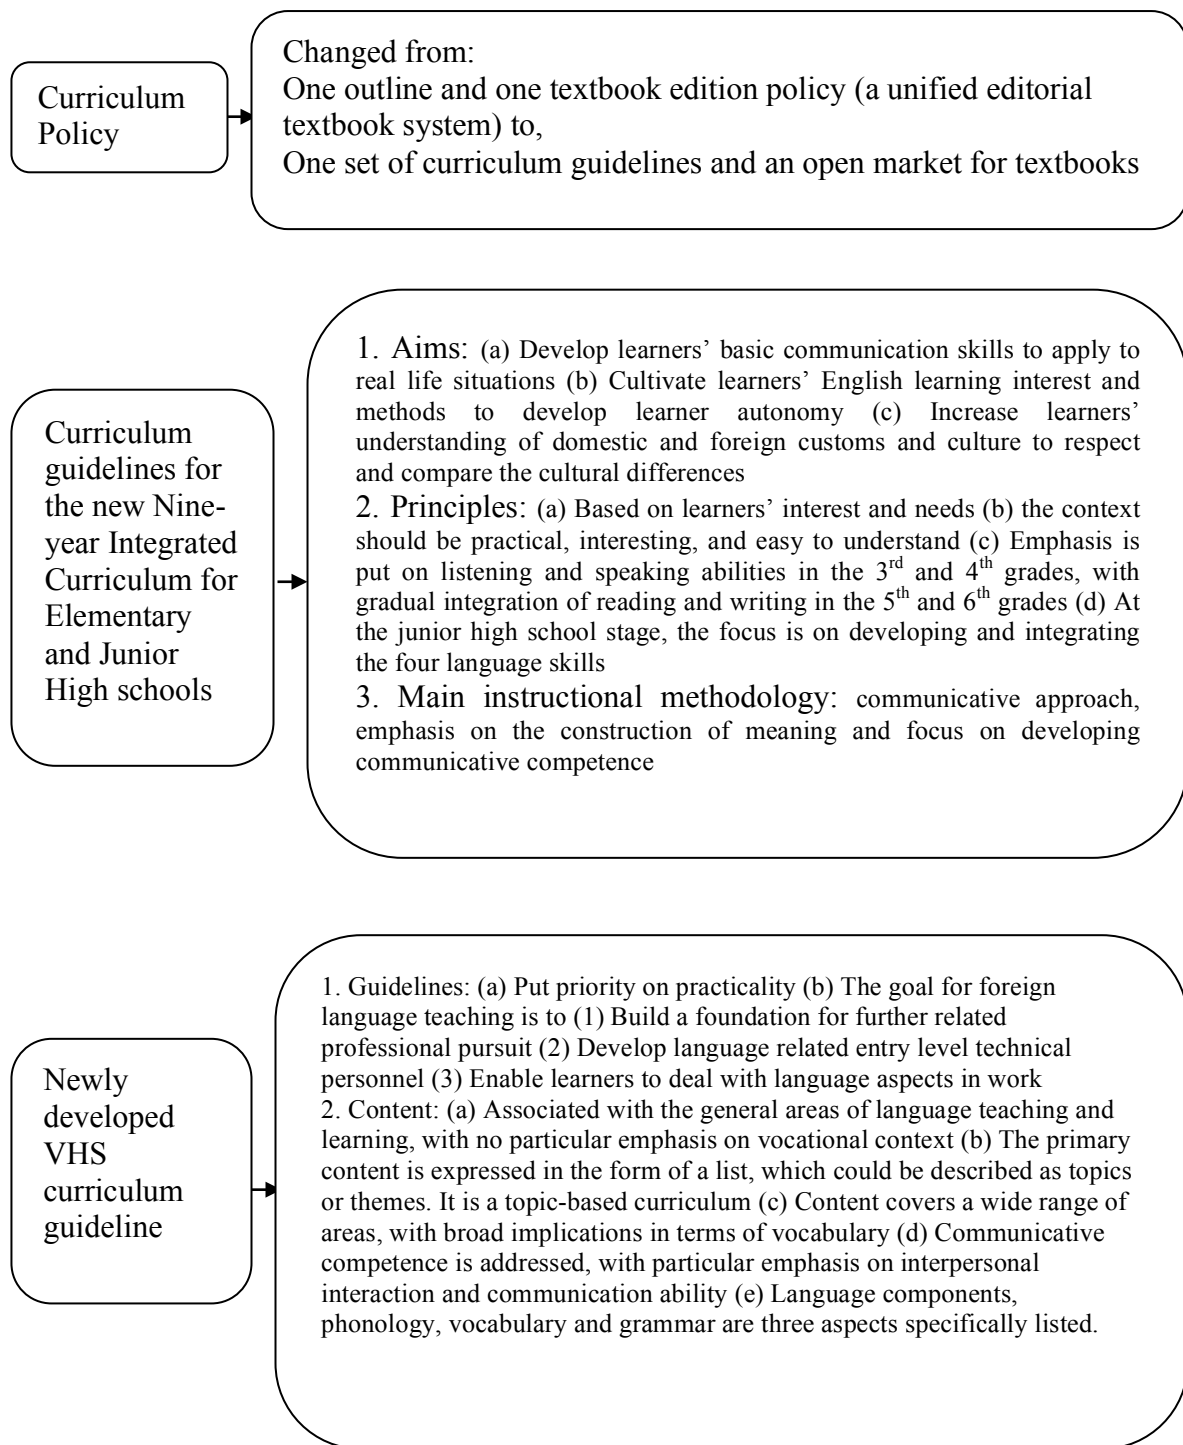 Curriculum
Policy
Changed from:
One outline and one textbook edition policy (a unified editorial
textbook system) to,
One set of curriculum guidelines and an open market for textbooks
Curriculum
guidelines for
the new Nine-
year Integrated
Curriculum for
Elementary
and Junior
High schools
1. Aims: (a) Develop learners’ basic communication skills to apply to
real life situations (b) Cultivate learners’ English learning interest and
methods to develop learner autonomy (c) Increase learners’
understanding of domestic and foreign customs and culture to respect
and compare the cultural differences
2. Principles: (a) Based on learners’ interest and needs (b) the context
should be practical, interesting, and easy to understand (c) Emphasis is
put on listening and speaking abilities in the 3rd and 4th grades, with
gradual integration of reading and writing in the 5th and 6th grades (d) At
the junior high school stage, the focus is on developing and integrating
the four language skills
3. Main instructional methodology: communicative approach,
emphasis on the construction of meaning and focus on developing
communicative competence
Newly
developed
VHS
curriculum
guideline
1. Guidelines: (a) Put priority on practicality (b) The goal for foreign
language teaching is to (1) Build a foundation for further related
professional pursuit (2) Develop language related entry level technical
personnel (3) Enable learners to deal with language aspects in work
2. Content: (a) Associated with the general areas of language teaching and
learning, with no particular emphasis on vocational context (b) The primary
content is expressed in the form of a list, which could be described as topics
or themes. It is a topic-based curriculum (c) Content covers a wide range of
areas, with broad implications in terms of vocabulary (d) Communicative
competence is addressed, with particular emphasis on interpersonal
interaction and communication ability (e) Language components,
phonology, vocabulary and grammar are three aspects specifically listed.